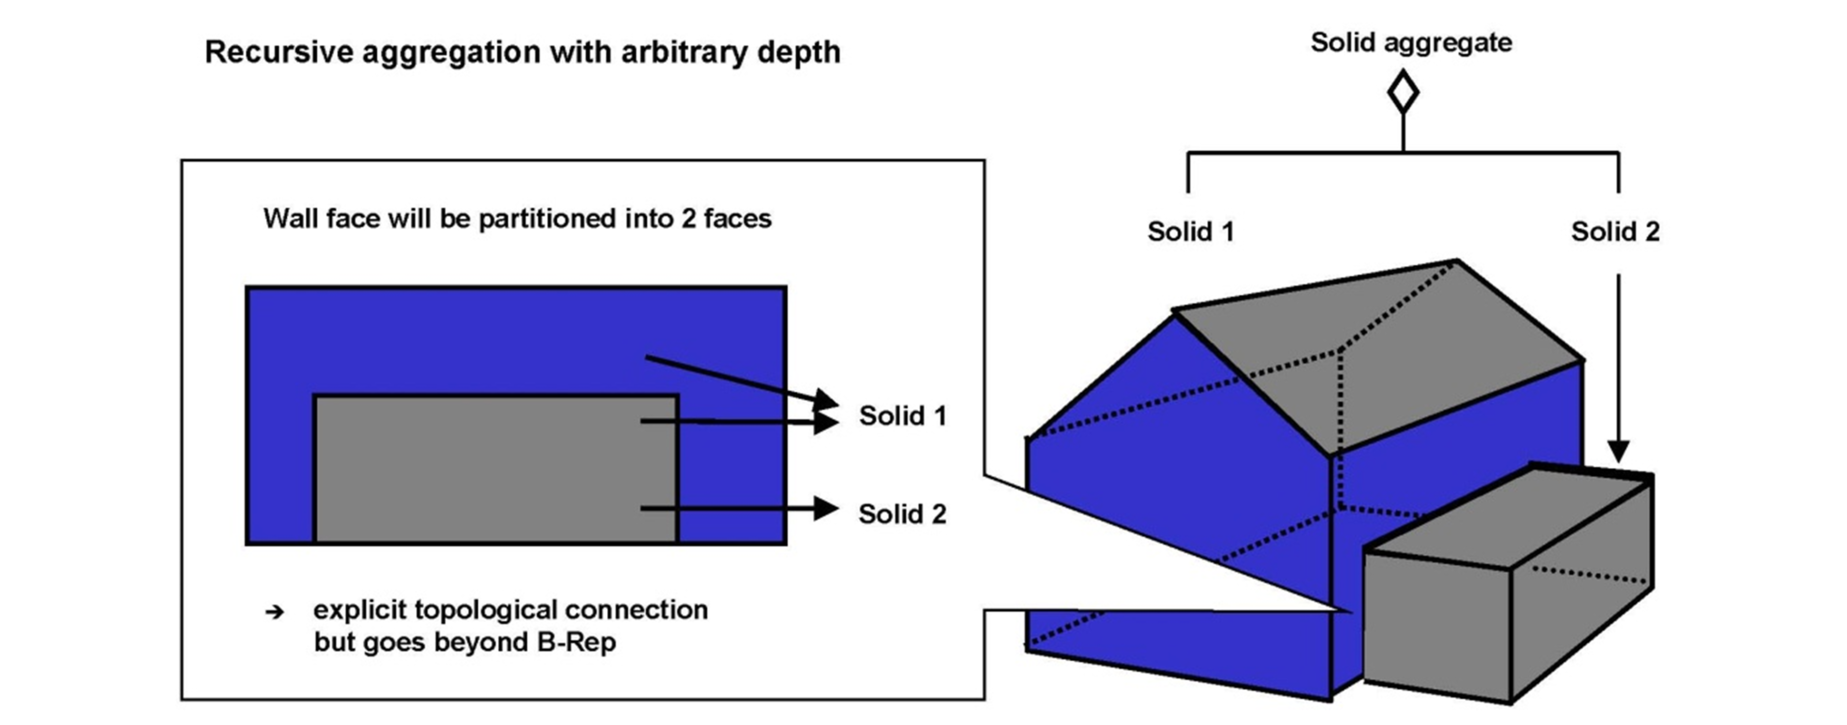 Recursive aggregation with arbitrary depth
Solid aggregate
Solid 1
Solid 2
Wall face will be partitioned into 2 faces
Solid 1
Solid 2
→ explicit topological connection
but goes beyond B-Rep